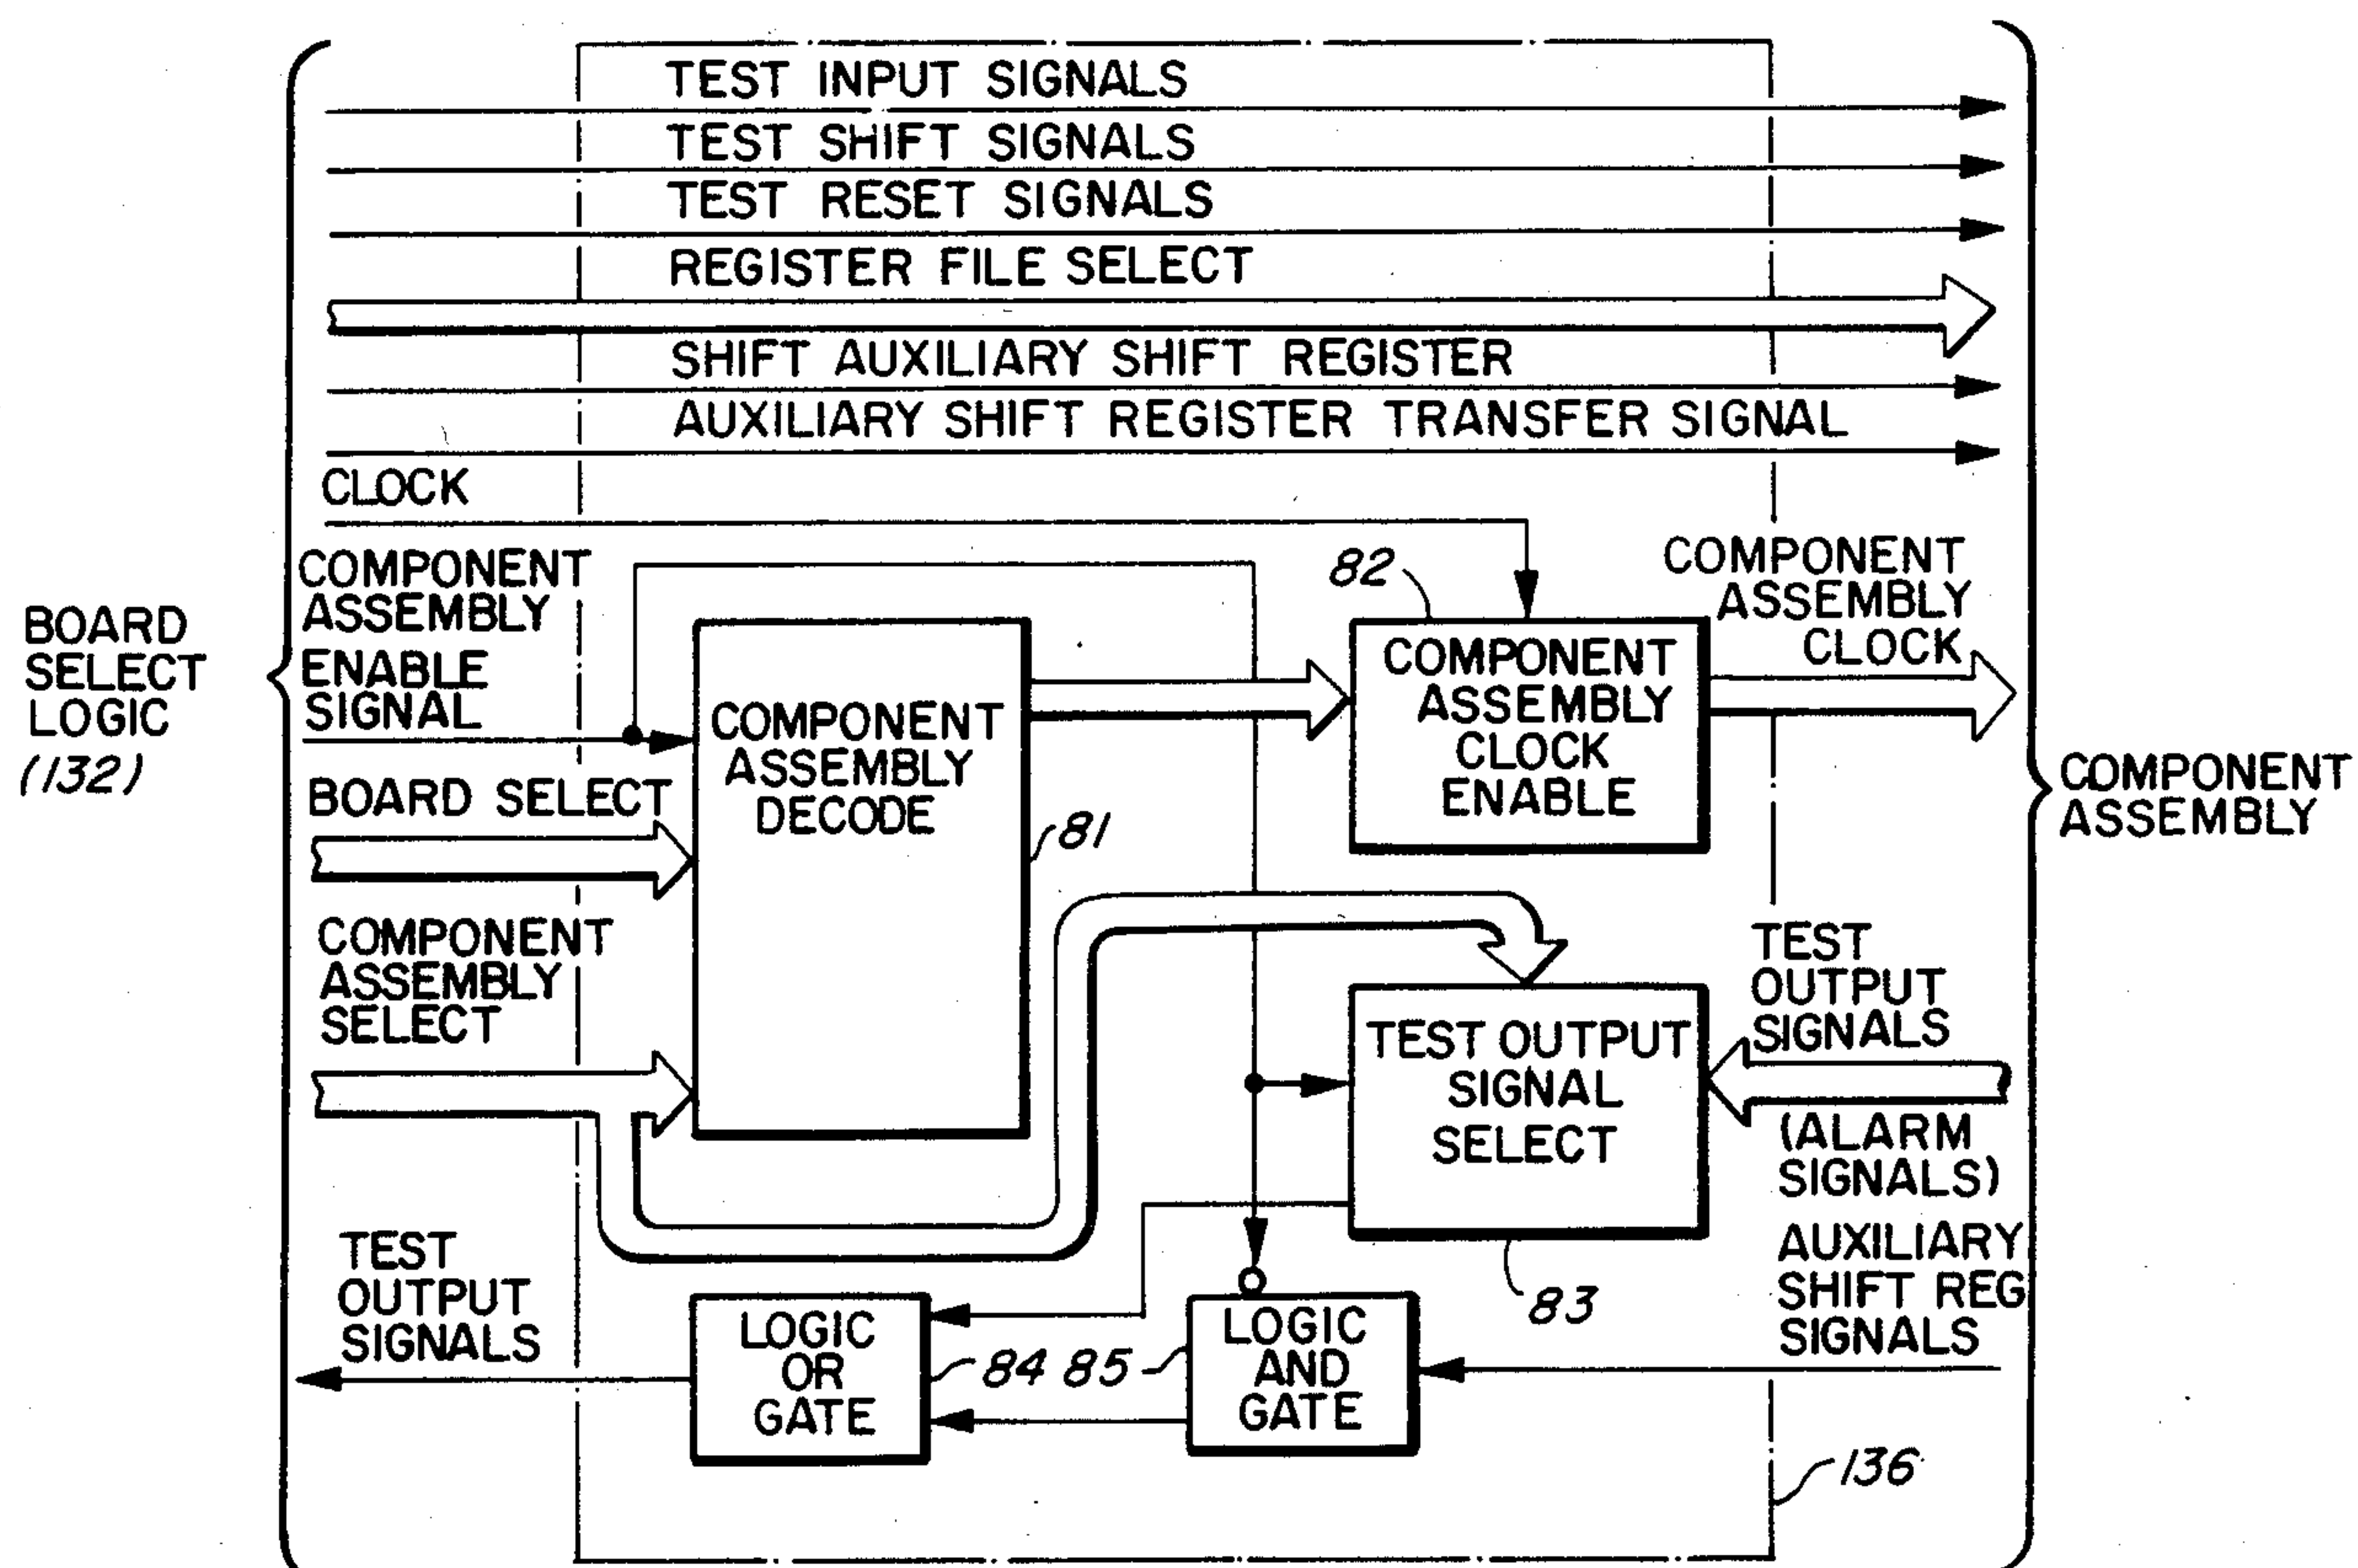 TEST INPUT SIGNALS
TEST SHIFT SIGNALS
TEST RESET SIGNALS
REGISTER FILE SELECT
SHIFT AUXILIARY SHIFT REGISTER
AUXILIARY SHIFT REGISTER TRANSFER SIGNAL
CLOCK
BOARD
SELECT
LOGIC
(132)
COMPONENT
ASSEMBLY
ENABLE
SIGNAL
BOARD SELECT
COMPONENT
ASSEMBLY
SELECT
COMPONENT
ASSEMBLY
DECODE
81
82
COMPONENT
ASSEMBLY
CLOCK
ENABLE
COMPONENT
ASSEMBLY
CLOCK
COMPONENT
ASSEMBLY
TEST OUTPUT
SIGNAL
SELECT
83
TEST
OUTPUT
SIGNALS
(ALARM
SIGNALS)
AUXILIARY
SHIFT REG
SIGNALS
TEST
OUTPUT
SIGNALS
LOGIC
OR
GATE
84
85
LOGIC
AND
GATE
136